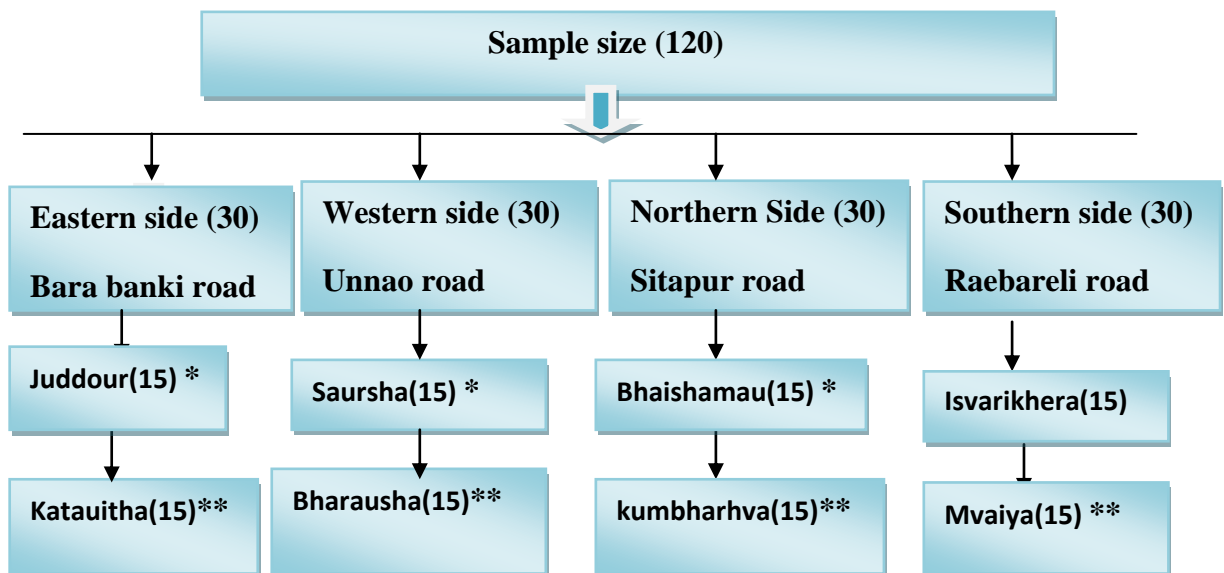 Sample size (120)
Eastern side (30)
Bara banki road
Western side (30)
Unnao road
Northern Side (30)
Sitapur road
Southern side (30)
Raebareli road
Juddour(15) *
Saursha(15) *
Bhaishamau(15) *
Isvarikhera(15)
Katauitha(15)**
Bharausha(15)**
kumbharhva(15)**
Mvaiya(15) **